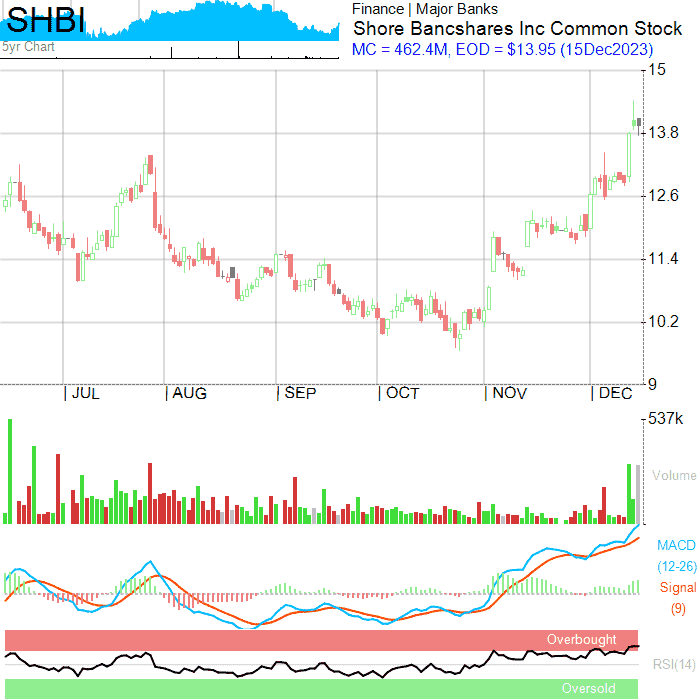 SHBI
5yr Chart
Finance | Major Banks
Shore Bancshares Inc Common Stock
MC = 462.4M, EOD = $13.95 (15Dec2023)
15
13.8
12.6
11.4
10.2
9
JUL
AUG
SEP
OCT
NOV
DEC
537k
Volume
MACD
(12-26)
Signal
(9)
Overbought
RSI(14)
Oversold